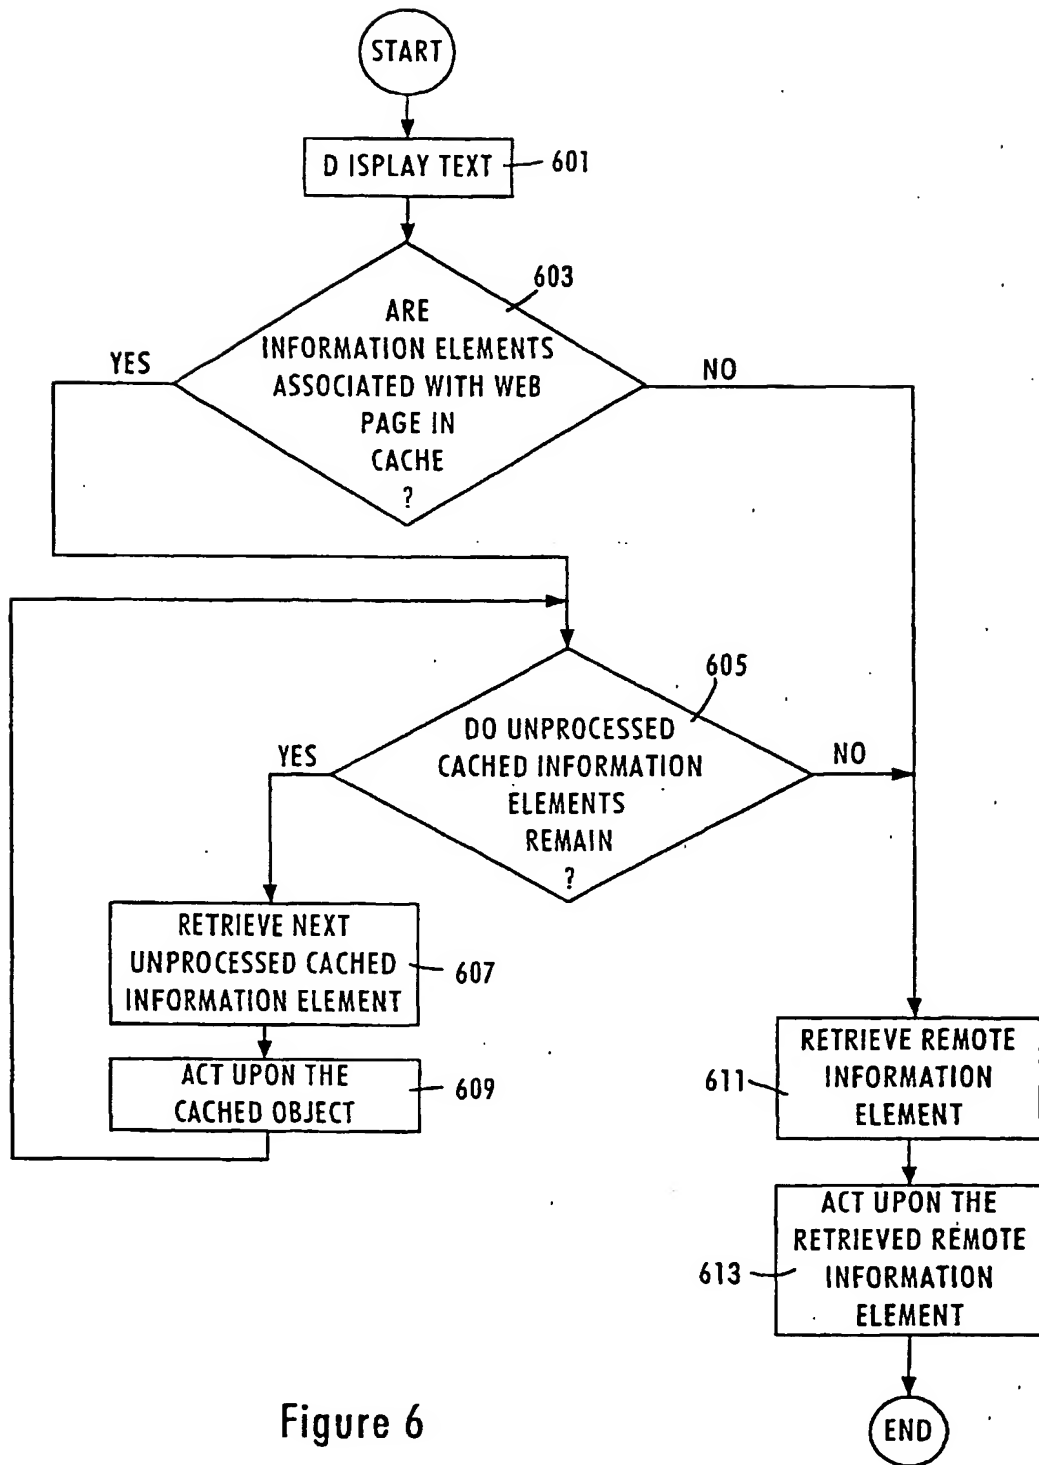 START
D ISPLAY TEXT
601
603
ARE
INFORMATION ELEMENTS
ASSOCIATED WITH WEB
PAGE IN
CACHE
?
YES
NO
605
DO UNPROCESSED
CACHED INFORMATION
ELEMENTS
REMAIN
?
YES
NO
RETRIEVE NEXT
UNPROCESSED CACHED
INFORMATION ELEMENT
607
ACT UPON THE
CACHED OBJECT
609
RETRIEVE REMOTE
INFORMATION
ELEMENT
611
ACT UPON THE
RETRIEVED REMOTE
INFORMATION
ELEMENT
613
END
Figure 6